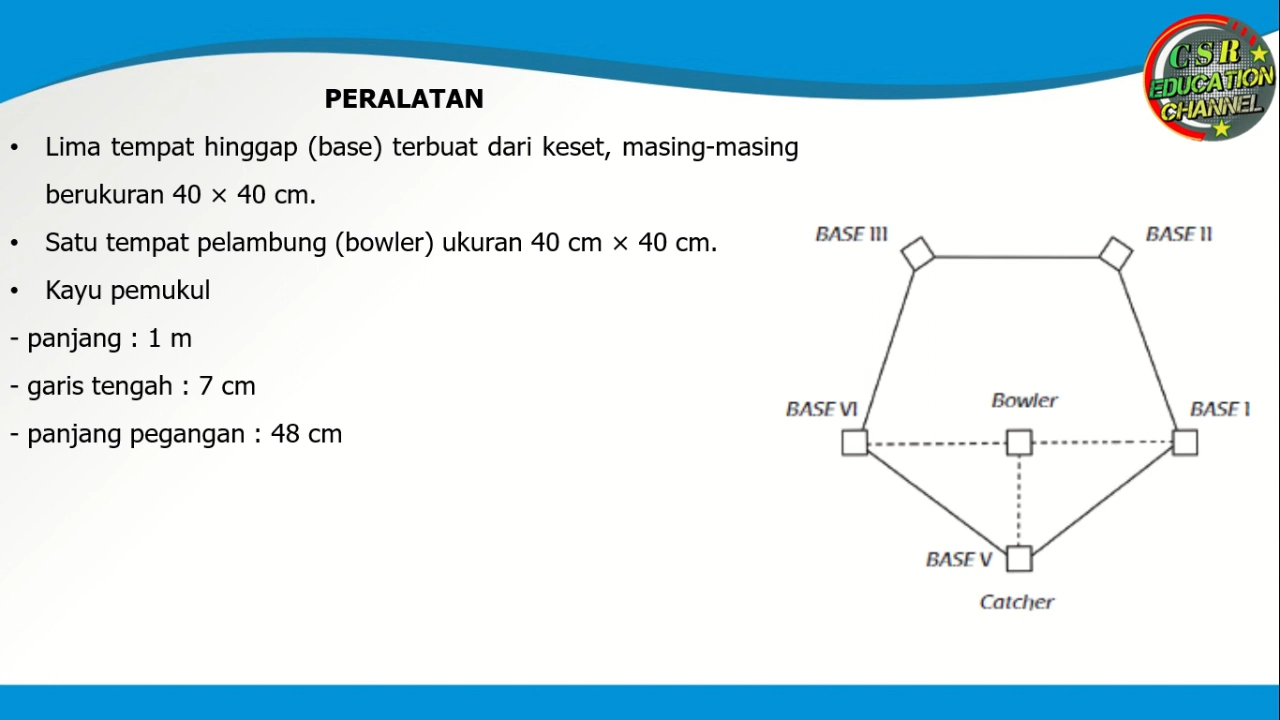 PERALATAN
• Lima tempat hinggap (base) terbuat dari keset, masing-masing
berukuran 40 × 40 cm.
• Satu tempat pelambung (bowler) ukuran 40 cm × 40 cm.
• Kayu pemukul
- panjang : 1 m
- garis tengah : 7 cm
- panjang pegangan : 48 cm
CSR
EDUCATION
CHANNEL
BASE III
BASE II
BASE VI
Bowler
BASE I
BASE V
Catcher